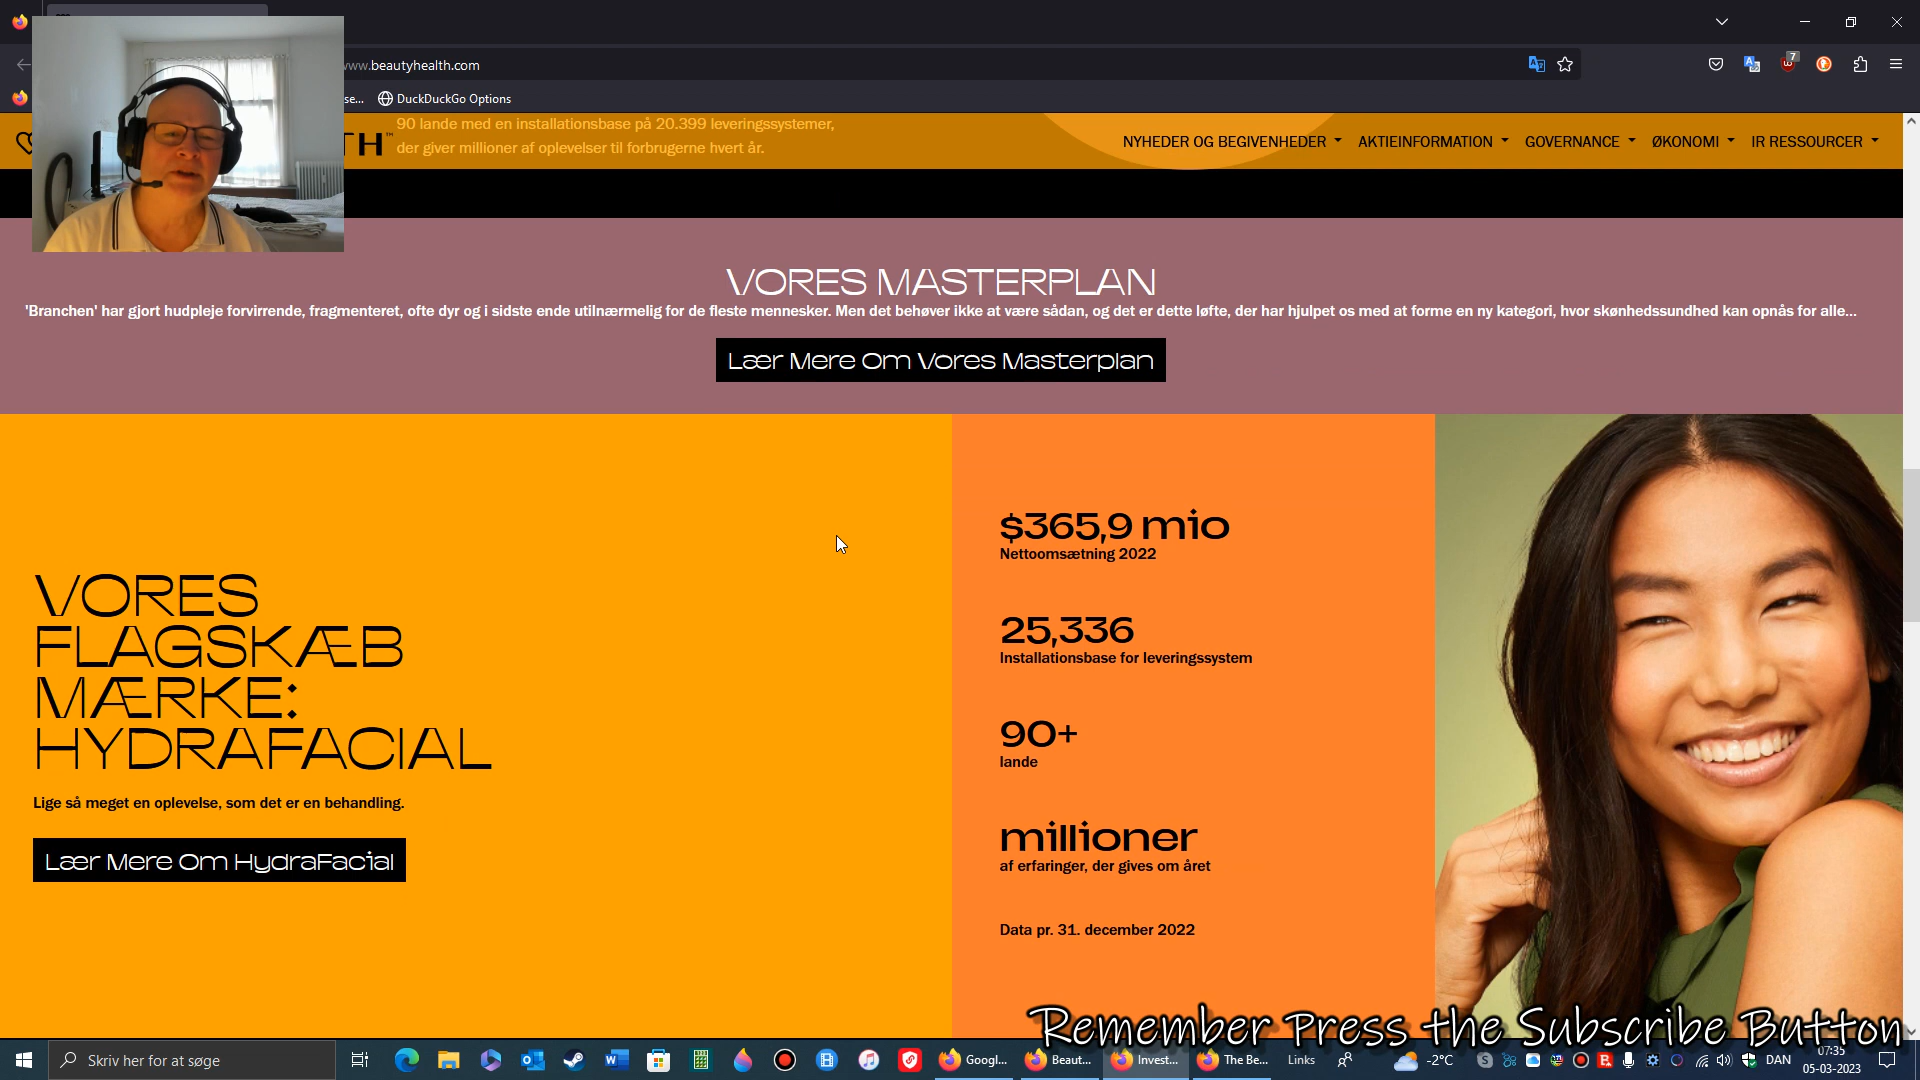 www.beautyhealth.com
7
se...
DuckDuckGo Options
90 lande med en installationsbase på 20.399 leveringssystemer,
der giver millioner af oplevelser til forbrugerne hvert år.
TH™
NYHEDER OG BEGIVENHEDER
AKTIEINFORMATION
GOVERNANCE
ØKONOMI
IR RESSOURCER
VORES MASTERPLAN
'Branchen' har gjort hudpleje forvirrende, fragmenteret, ofte dyr og i sidste ende utilnærmelig for de fleste mennesker. Men det behøver ikke at være sådan, og det er dette løfte, der har hjulpet os med at forme en ny kategori, hvor skønhedssundhed kan opnås for alle...
Lær Mere Om Vores Masterplan
VORES
FLAGSKÆB
MÆRKE:
HYDRAFACIAL
Lige så meget en oplevelse, som det er en behandling.
Lær Mere Om HydraFacial
$365,9 mio
Nettoomsætning 2022
25,336
Installationsbase for leveringssystem
90+
lande
millioner
af erfaringer, der gives om året
Data pr. 31. december 2022
Remember Press the Subscribe Button
Skriv her for at søge
Googl...
Beaut...
Invest...
The Be...
Links
-2°C
DAN
07:35
05-03-2023